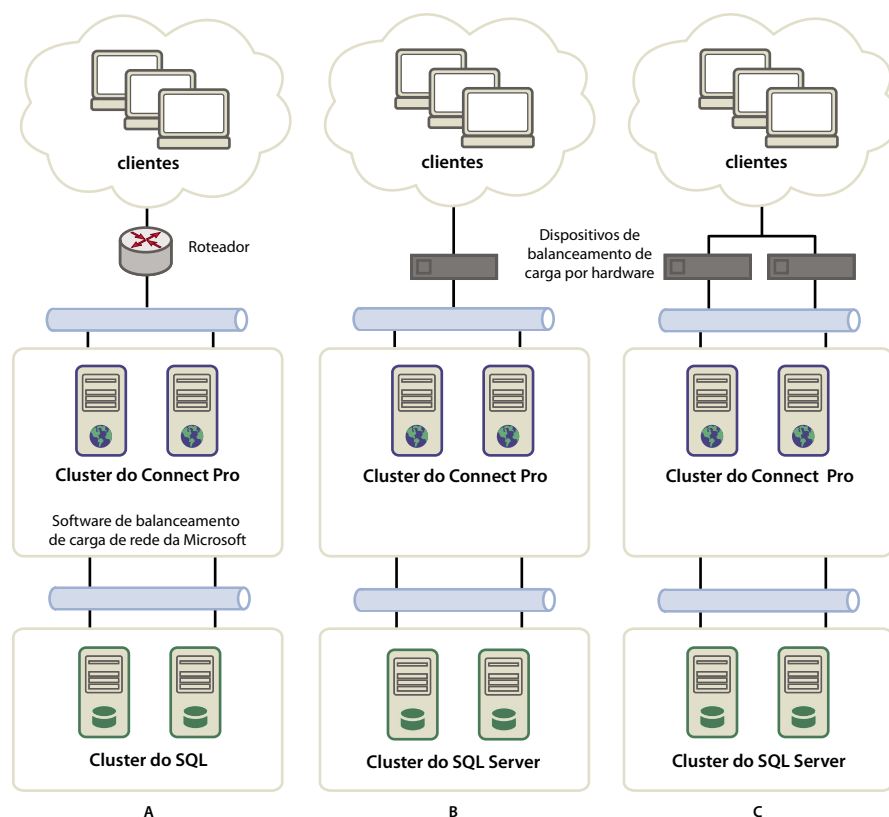 clientes
clientes
clientes
Roteador
Dispositivos de
balanceamento de
carga por hardware
Cluster do Connect Pro
Cluster do Connect Pro
Cluster do Connect Pro
Software de balanceamento
de carga de rede da Microsoft
Cluster do SQL
Cluster do SQL Server
Cluster do SQL Server
A
B
C